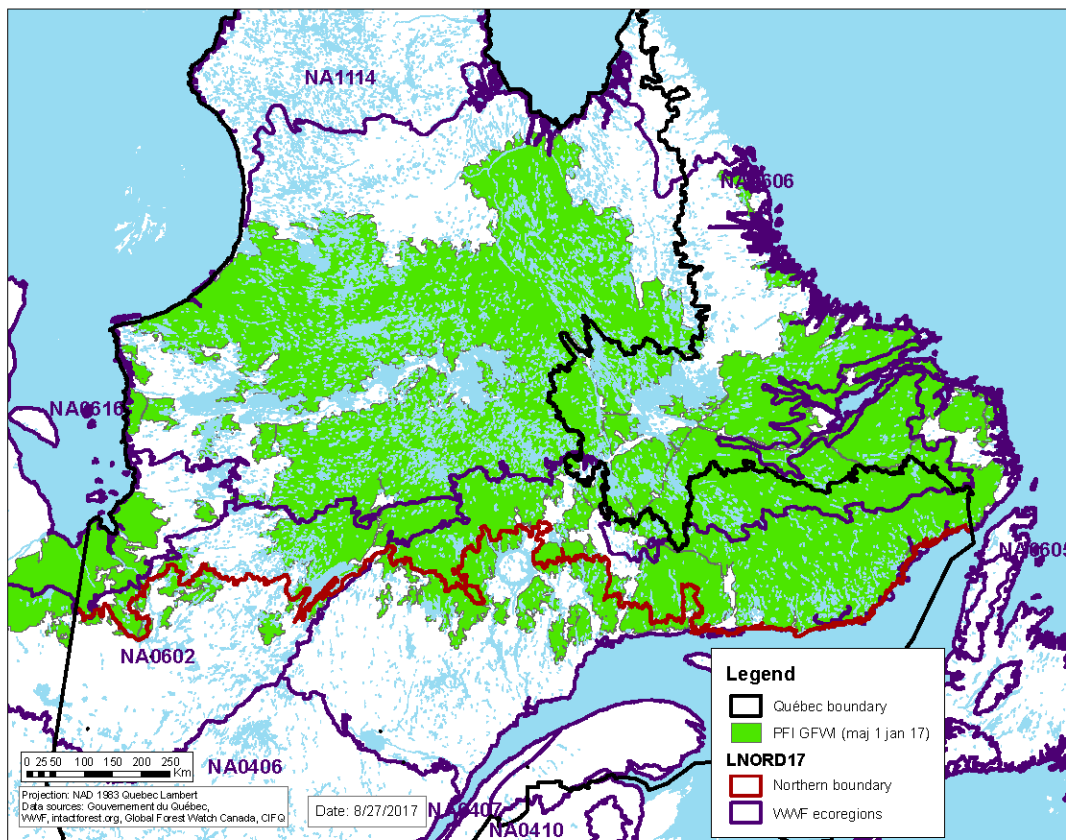 NA1114
NA0606
NA0616
NA0605
NA0602
NA0406
NA0407
NA0410
Legend
Québec boundary
PFI GFWI (maj 1 jan 17)
LNORD17
Northern boundary
WWF ecoregions
0 25 50 100 150 200 250
Km
Projection: NAD 1983 Quebec Lambert
Data sources: Gouvernement du Québec,
WWF, intactforest.org, Global Forest Watch Canada, CIFQ
Date: 8/27/2017